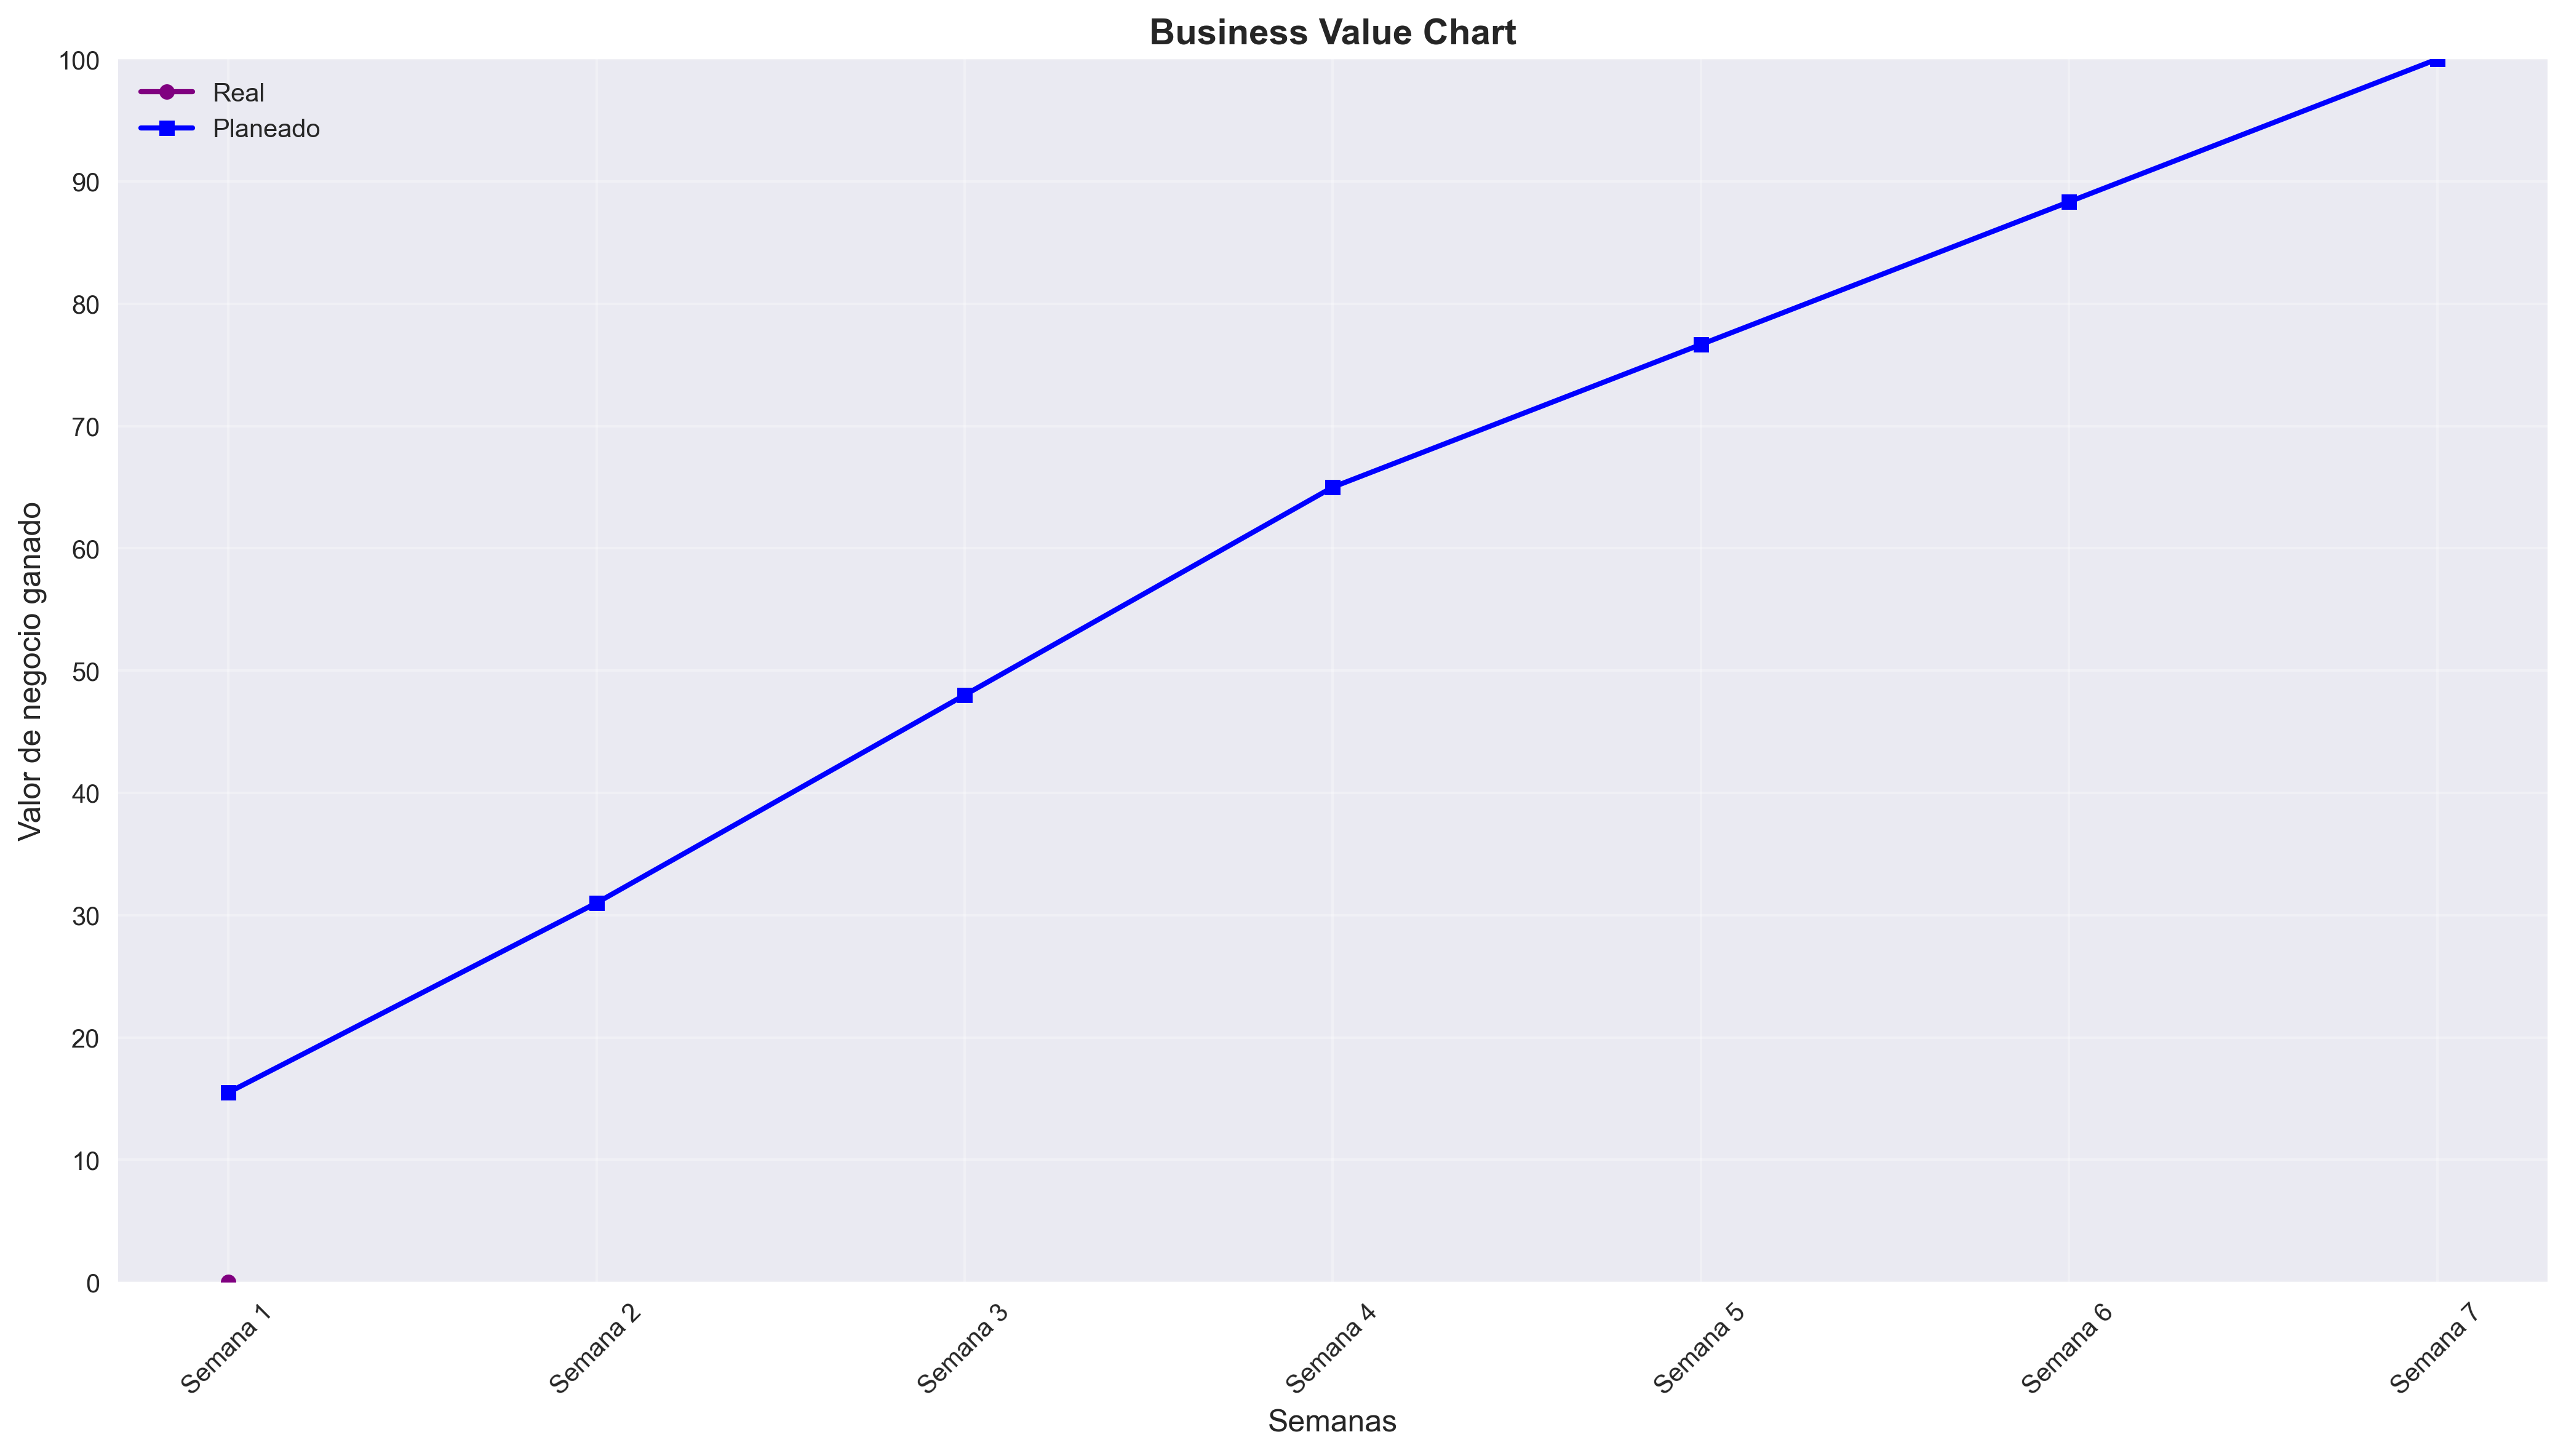 Business Value Chart
Real
Planeado
Valor de negocio ganado
100
90
80
70
60
50
40
30
20
10
0
Semana 1
Semana 2
Semana 3
Semana 4
Semana 5
Semana 6
Semana 7
Semanas